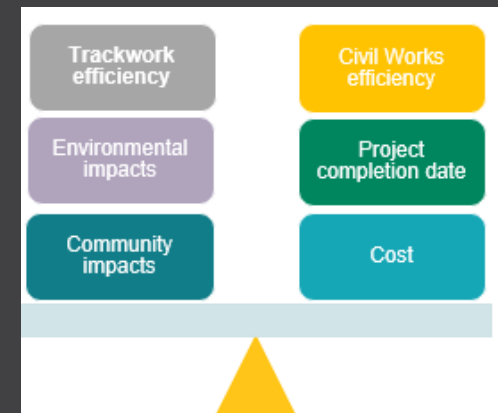 Trackwork
efficiency
Civil Works
efficiency
Environmental
impacts
Project
completion date
Community
impacts
Cost